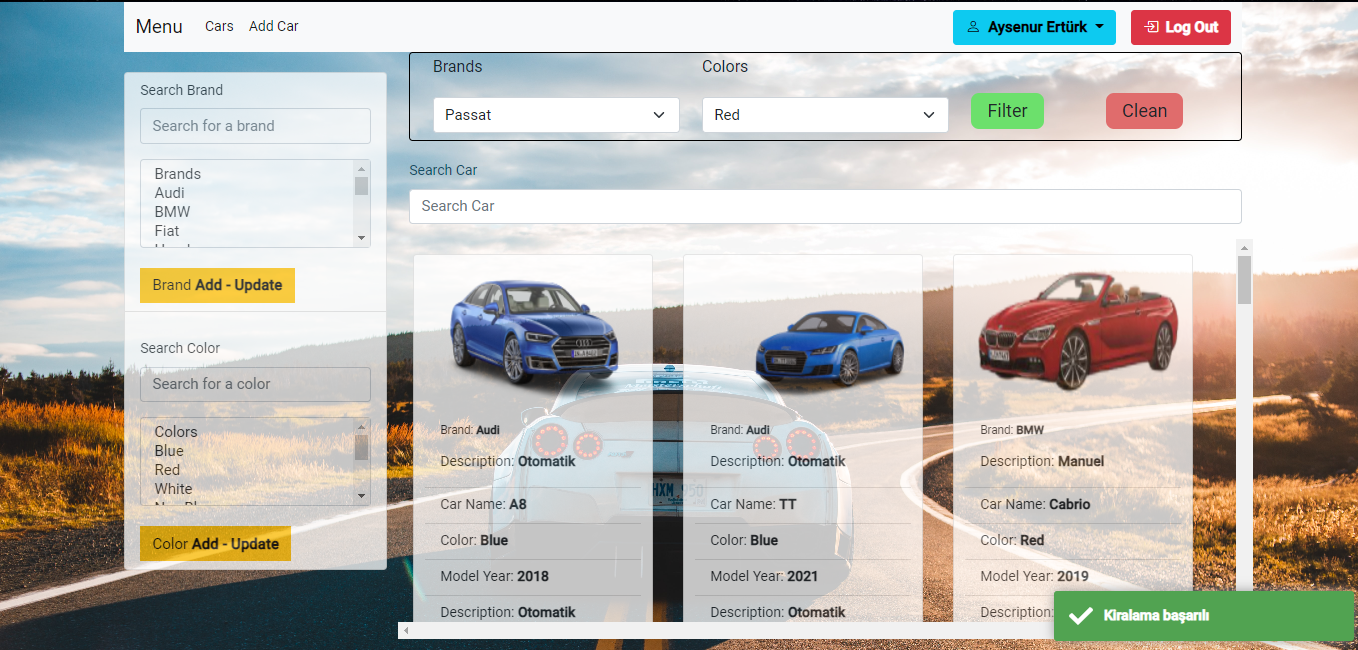 Menu Cars Add Car Aysenur Ertürk Log Out
Search Brand
Search for a brand
Brands
Audi
BMW
Fiat
Brand Add - Update
Search Color
Search for a color
Colors
Blue
Red
White
Color Add - Update
Brands Colors
Passat Red Filter Clean
Search Car
Search Car
Brand: Audi
Description: Otomatik
Car Name: A8
Color: Blue
Model Year: 2018
Description: Otomatik
Brand: Audi
Description: Otomatik
Car Name: TT
Color: Blue
Model Year: 2021
Description: Otomatik
Brand: BMW
Description: Manuel
Car Name: Cabrio
Color: Red
Model Year: 2019
Description:
Kiralama başarılı